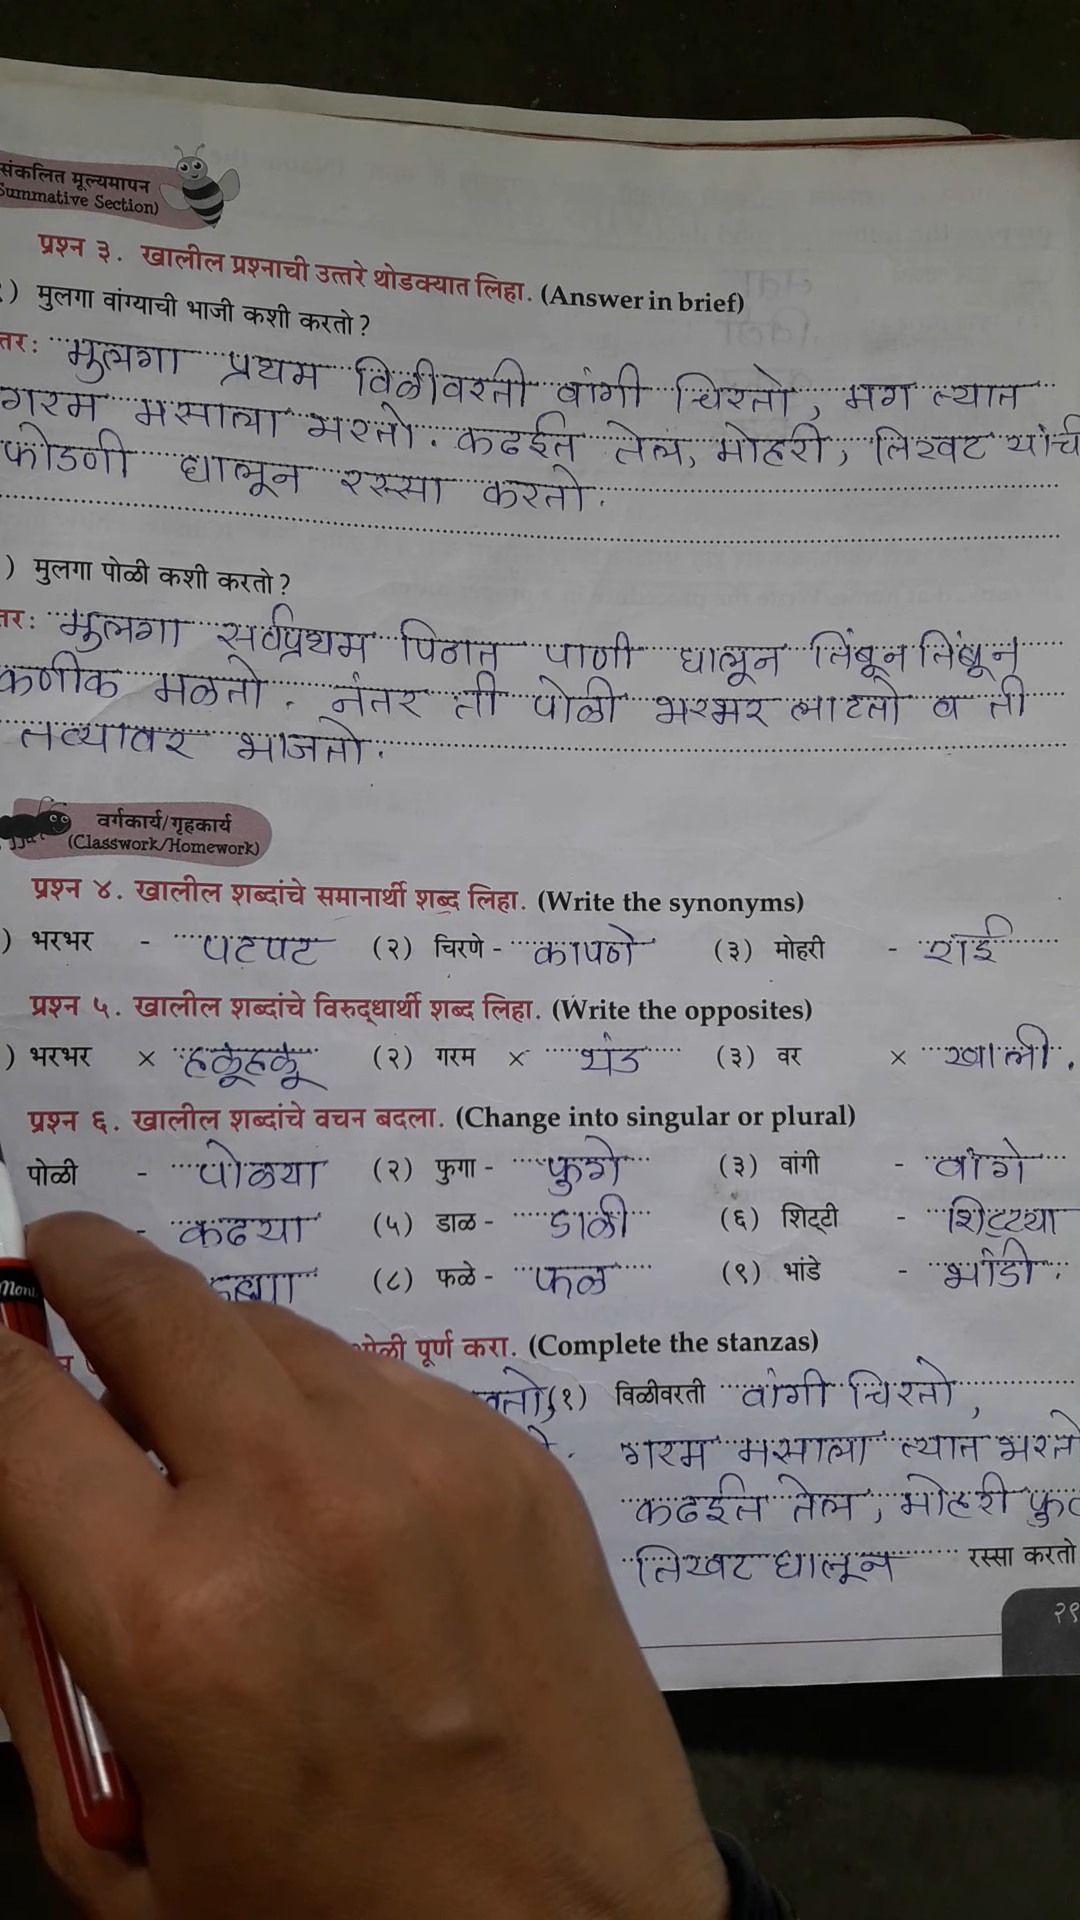 संकलित मूल्यमापन
Summative Section)
प्रश्न ३. खालील प्रश्नाची उत्तरे थोडक्यात लिहा. (Answer in brief)
) मुलगा वांग्याची भाजी कशी करतो?
तर: मुलगा प्रथम विळीवरती वांगी चिरतो, मग त्यात
गरम मसाला भरतो. कढईत तेल, मोहरी, तिखट यांची
फोडणी घालून रस्सा करतो.
) मुलगा पोळी कशी करतो?
तर: मुलगा सर्वप्रथम पिठात पाणी घालून तिंबून तिंबून
कणीक मळतो. नंतर ती पोळी भरभर लाटतो व ती
तव्यावर भाजतो.
वर्गकार्य/गृहकार्य
(Classwork/Homework)
प्रश्न ४. खालील शब्दांचे समानार्थी शब्द लिहा. (Write the synonyms)
) भरभर - पटपट (२) चिरणे - कापणे (३) मोहरी - राई
प्रश्न ५. खालील शब्दांचे विरुद्धार्थी शब्द लिहा. (Write the opposites)
) भरभर × हळूहळू (२) गरम × थंड (३) वर × खाली.
प्रश्न ६. खालील शब्दांचे वचन बदला. (Change into singular or plural)
पोळी - पोळ्या (२) फुगा - फुगे (३) वांगी - वांगे
- कढया (५) डाळ - डाळी (६) शिट्टी - शिट्ट्या
(८) फळे - फळ (९) भांडे - भांडी.
पूर्ण करा. (Complete the stanzas)
(१) विळीवरती वांगी चिरतो,
गरम मसाला त्यात भरतो
कढईत तेल, मोहरी
तिखट घालून रस्सा करतो
२९